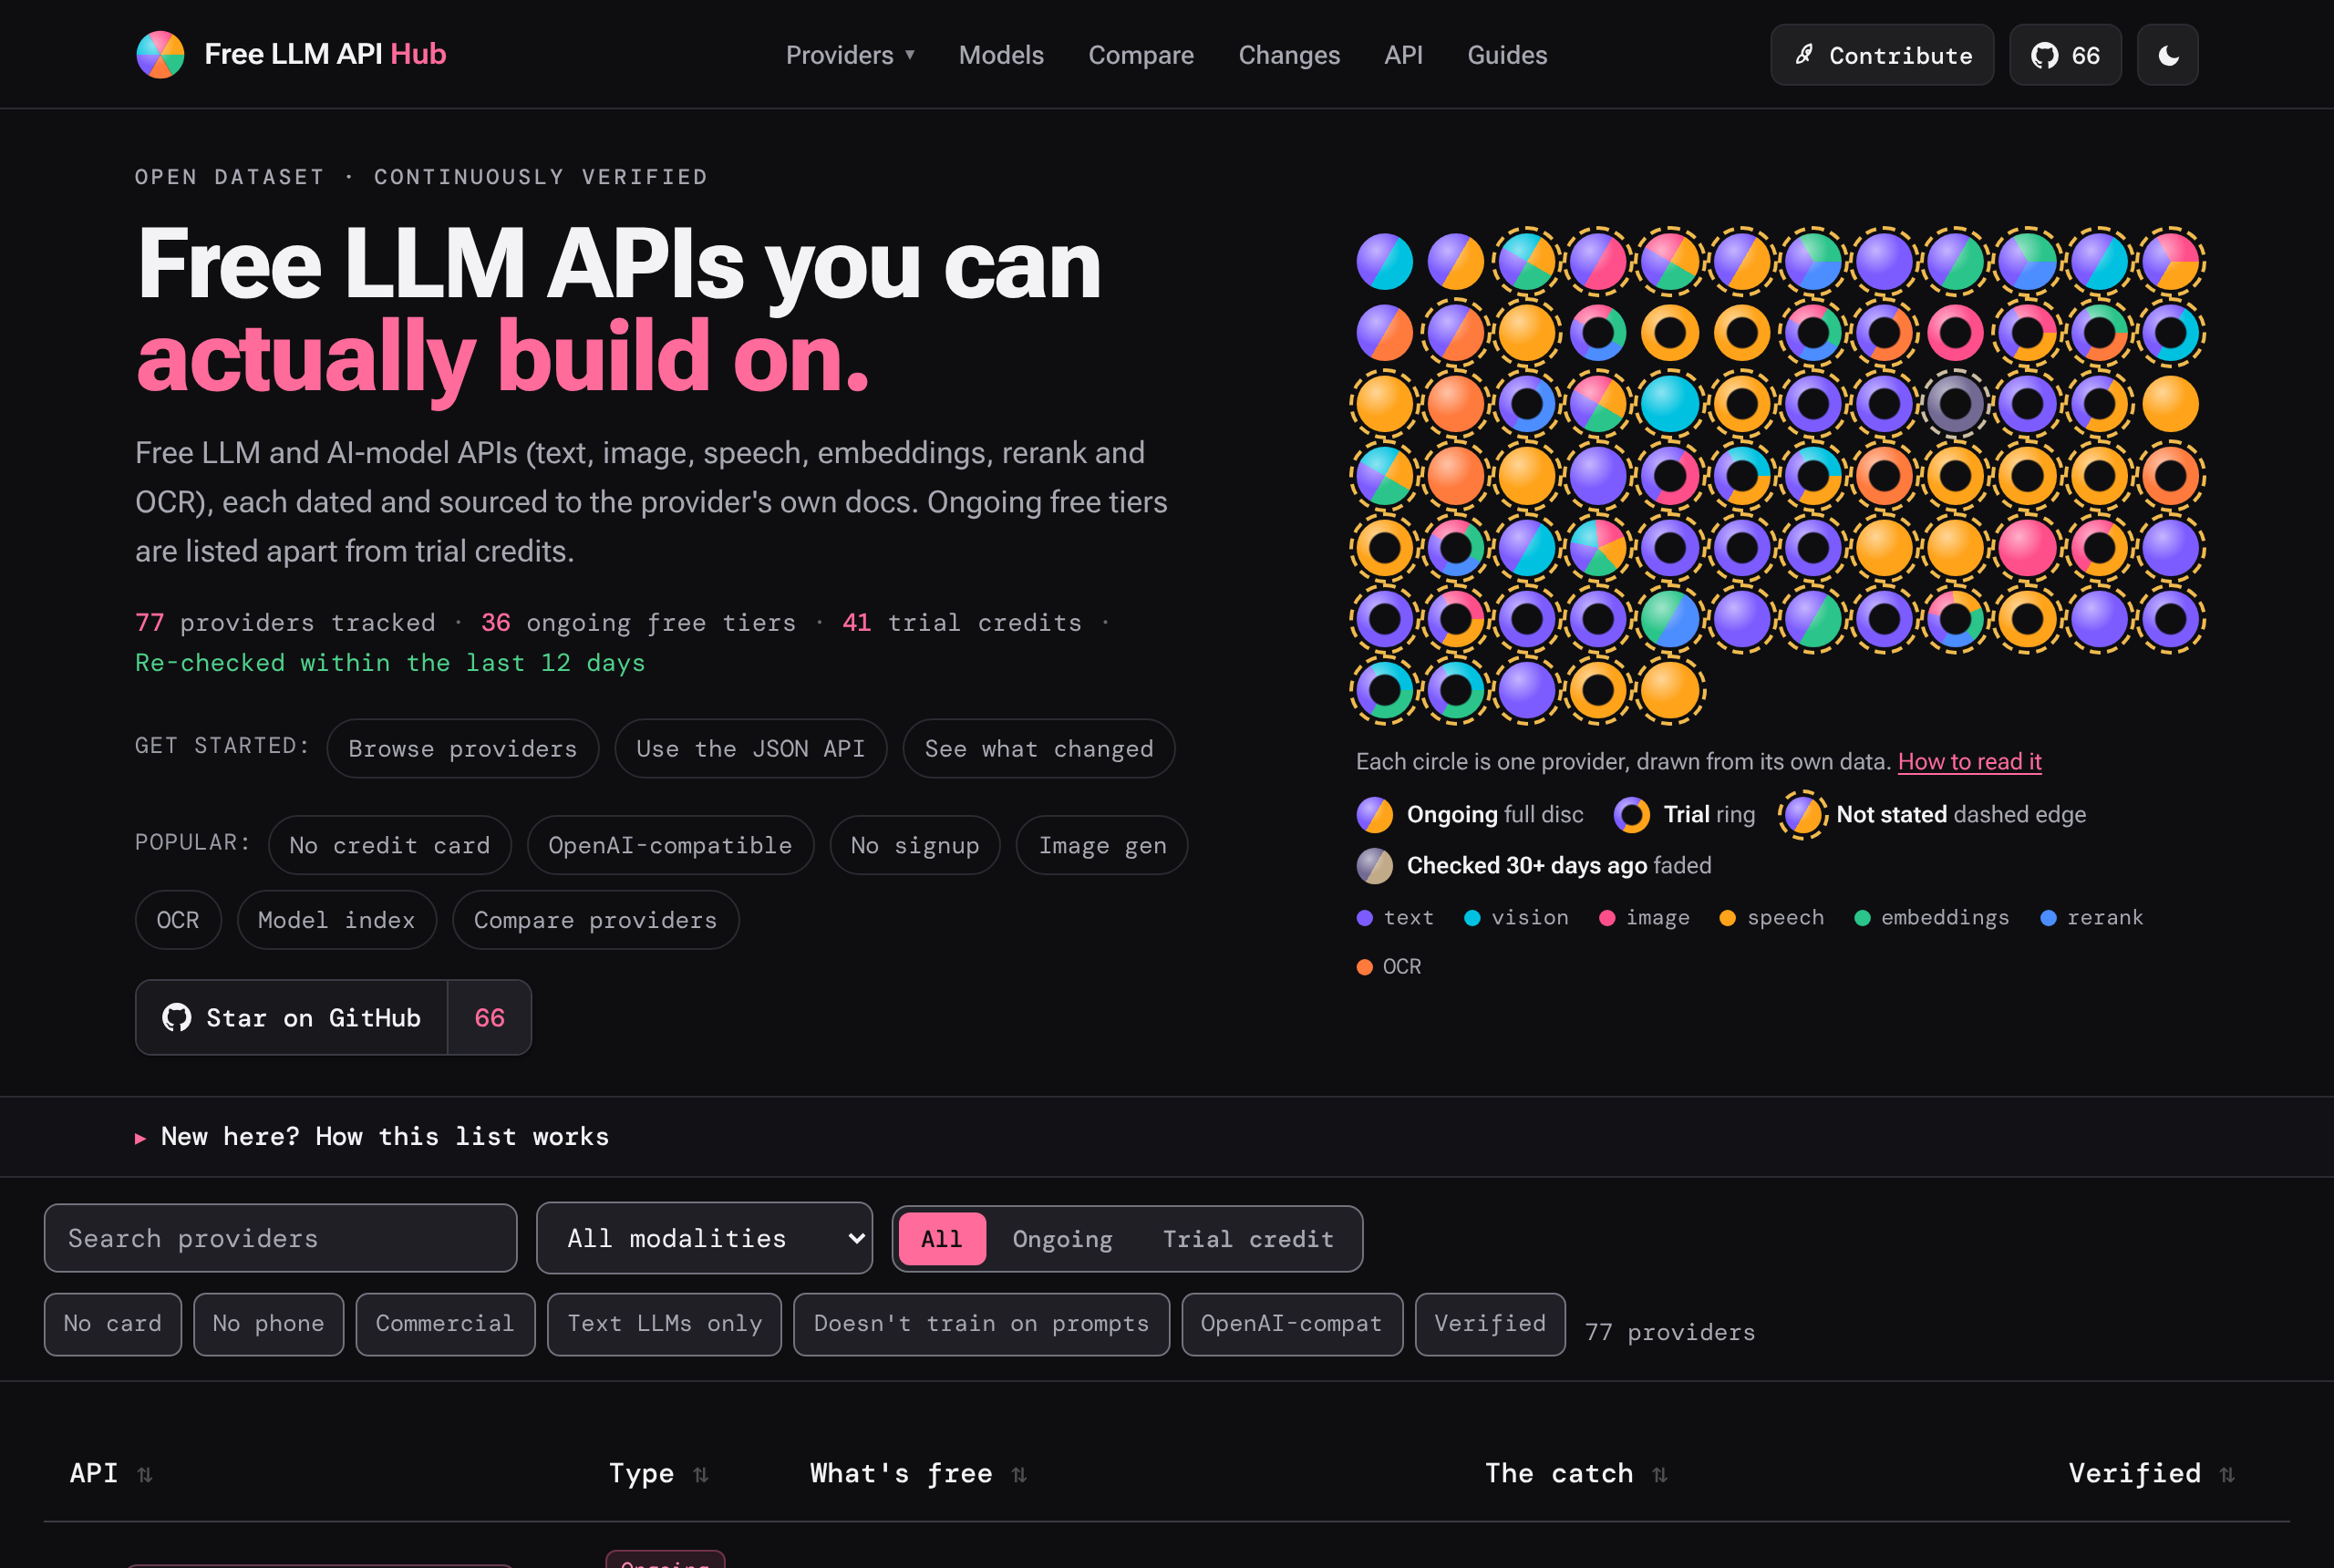 Free LLM API Hub
Providers ▾ Models Compare Changes API Guides
Contribute 66
OPEN DATASET · CONTINUOUSLY VERIFIED
Free LLM APIs you can
actually build on.
Free LLM and AI-model APIs (text, image, speech, embeddings, rerank and
OCR), each dated and sourced to the provider's own docs. Ongoing free tiers
are listed apart from trial credits.
77 providers tracked · 36 ongoing free tiers · 41 trial credits ·
Re-checked within the last 12 days
GET STARTED: Browse providers Use the JSON API See what changed
POPULAR: No credit card OpenAI-compatible No signup Image gen
OCR Model index Compare providers
Star on GitHub 66
Each circle is one provider, drawn from its own data. How to read it
Ongoing full disc Trial ring Not stated dashed edge
Checked 30+ days ago faded
text vision image speech embeddings rerank
OCR
▸ New here? How this list works
Search providers All modalities All Ongoing Trial credit
No card No phone Commercial Text LLMs only Doesn't train on prompts OpenAI-compat Verified 77 providers
API ⇅ Type ⇅ What's free ⇅ The catch ⇅ Verified ⇅
Ongoing